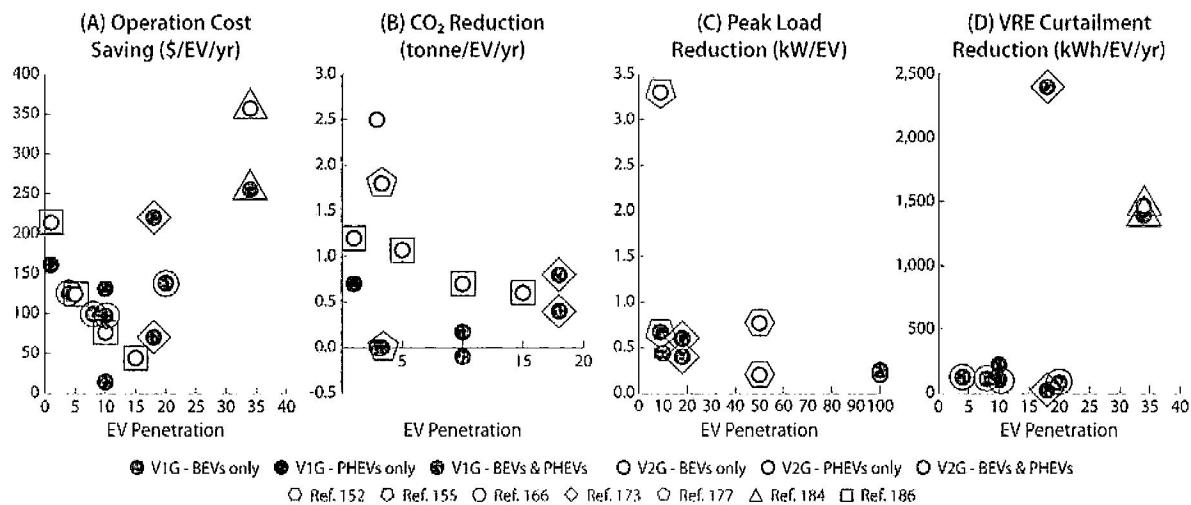 (A) Operation Cost
Saving ($/EV/yr)
(B) CO₂ Reduction
(tonne/EV/yr)
(C) Peak Load
Reduction (kW/EV)
(D) VRE Curtailment
Reduction (kWh/EV/yr)
400
350
300
250
200
150
100
50
0
0 5 10 15 20 25 30 35 40
EV Penetration
3.0
2.5
2.0
1.5
1.0
0.5
0.0
-0.5
5 10 15 20
EV Penetration
3.5
3.0
2.5
2.0
1.5
1.0
0.5
0.0
0 10 20 30 40 50 60 70 80 90 100
EV Penetration
2,500
2,000
1,500
1,000
500
0
0 5 10 15 20 25 30 35 40
EV Penetration
V1G - BEVs only V1G - PHEVs only V1G - BEVs & PHEVs V2G - BEVs only V2G - PHEVs only V2G - BEVs & PHEVs
Ref. 152 Ref. 155 Ref. 166 Ref. 173 Ref. 177 Ref. 184 Ref. 186